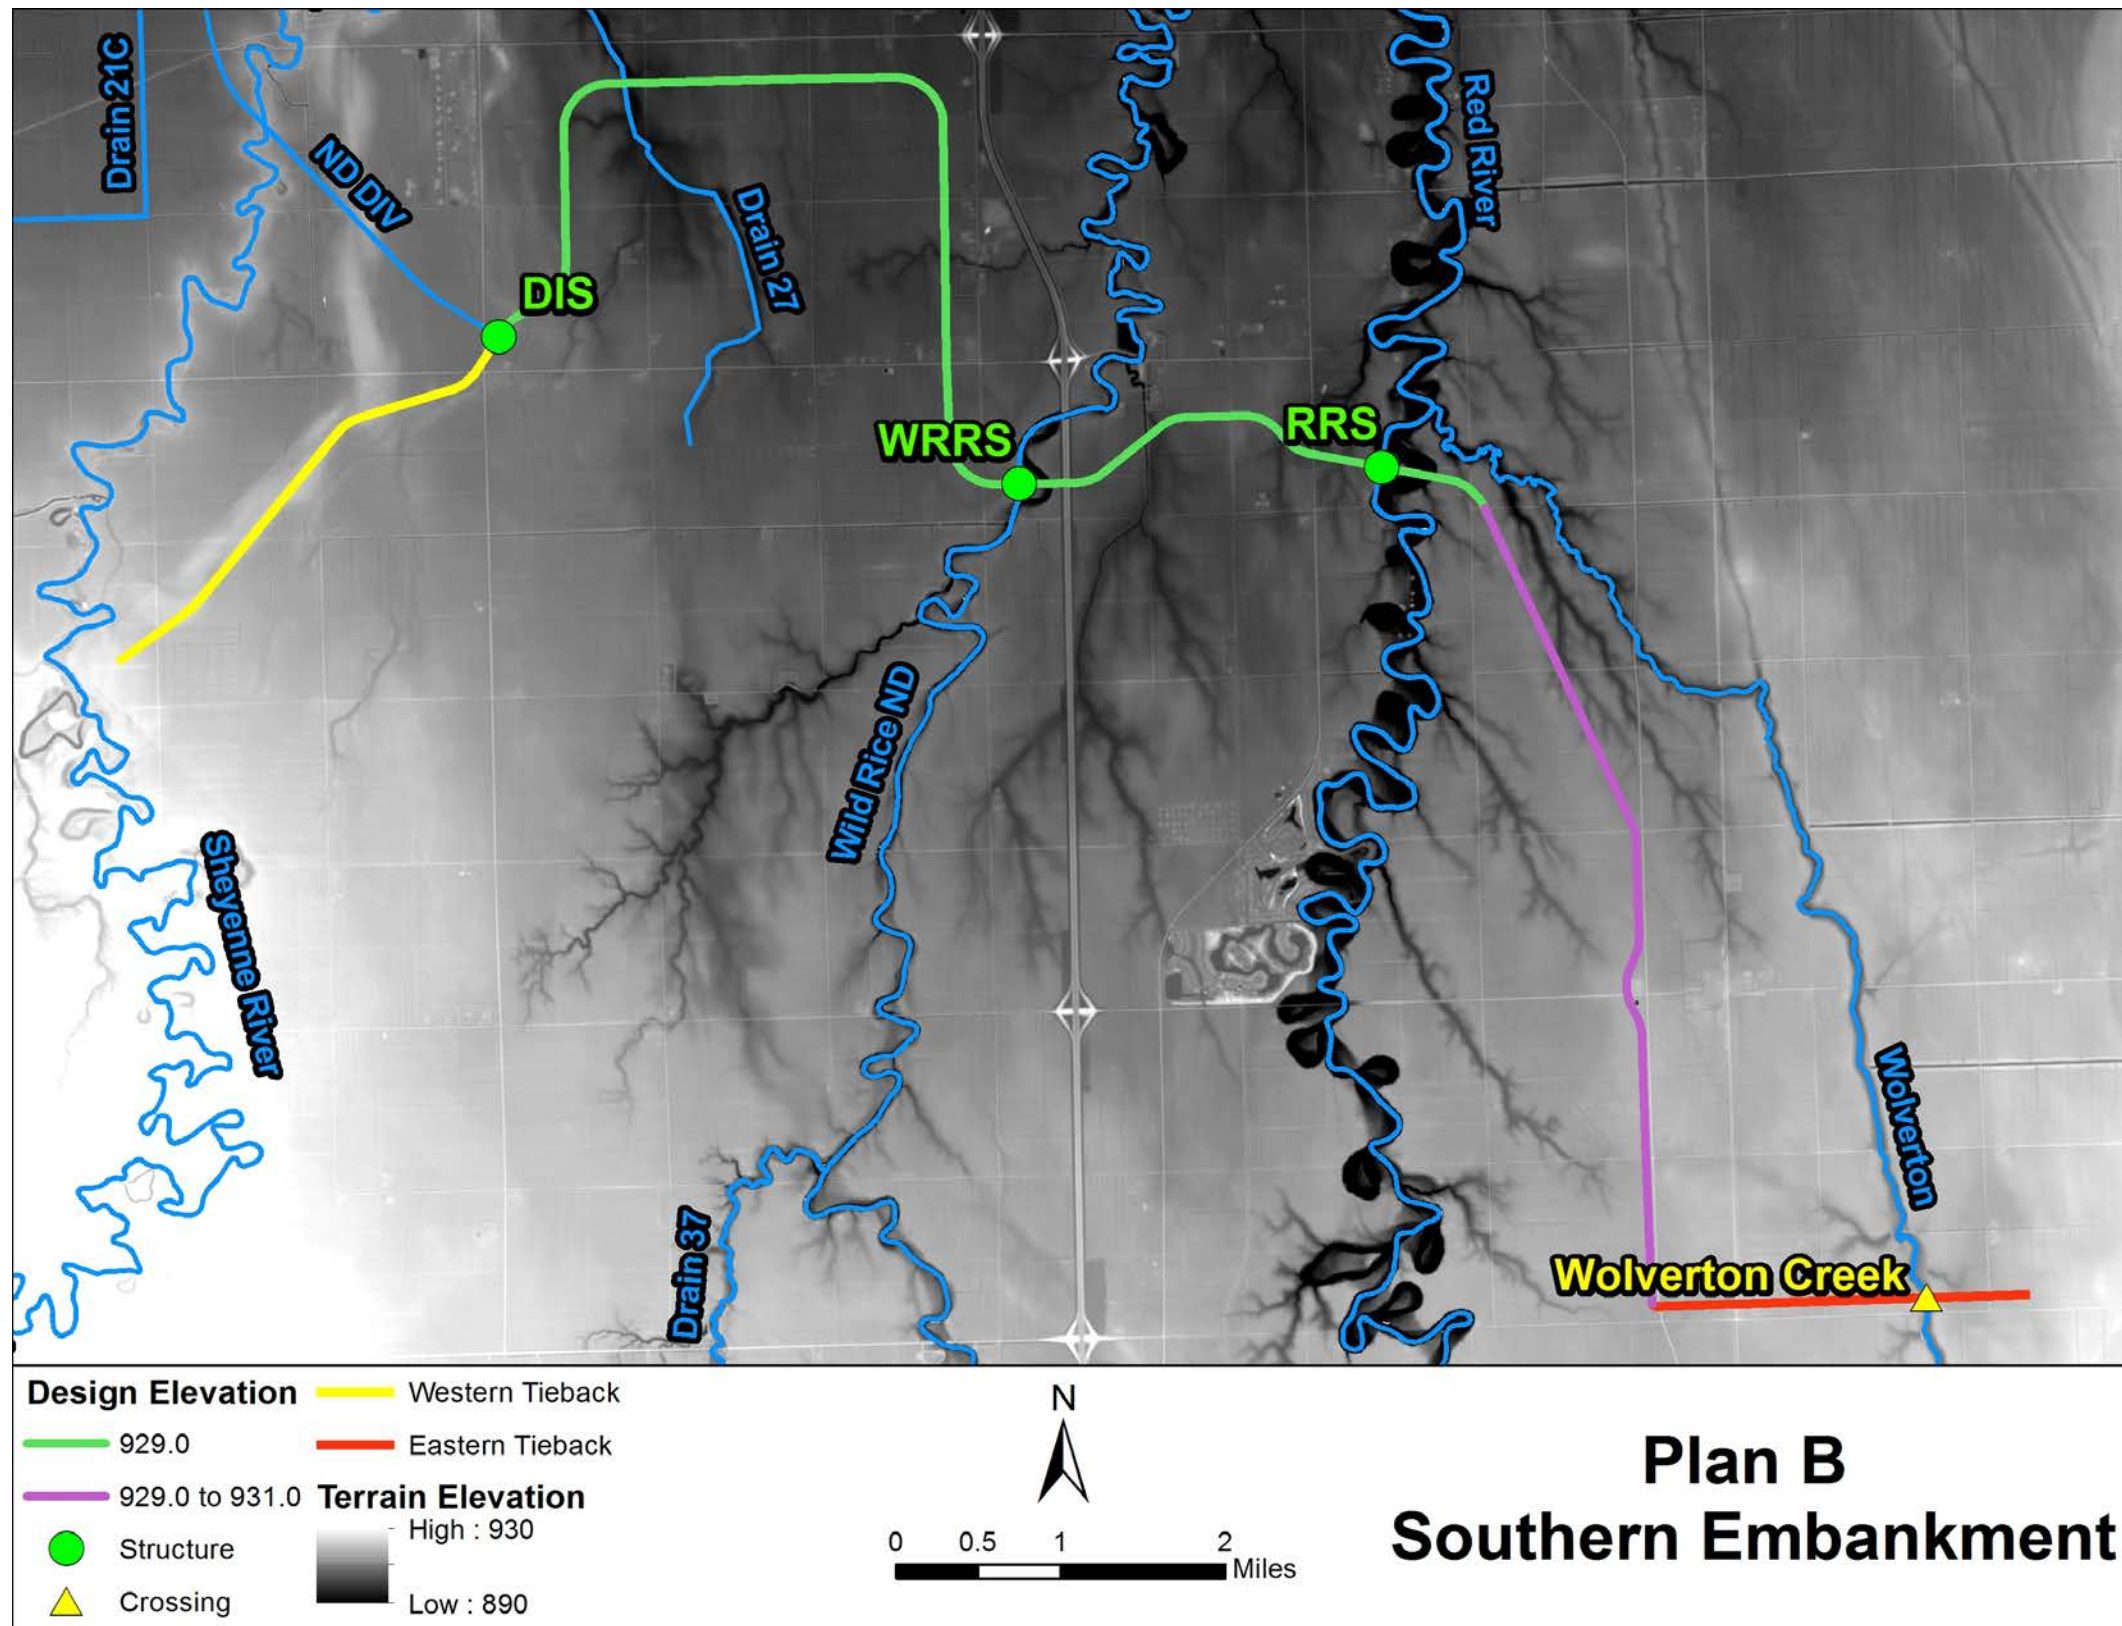 Drain 21C
ND DIV
Drain 27
Red River
DIS
WRRS
RRS
Wild Rice ND
Sheyenne River
Wolverton
Drain 37
Wolverton Creek
Design Elevation
929.0
929.0 to 931.0
Structure
Crossing
Western Tieback
Eastern Tieback
Terrain Elevation
High : 930
Low : 890
N
0 0.5 1 2
Miles
Plan B
Southern Embankment